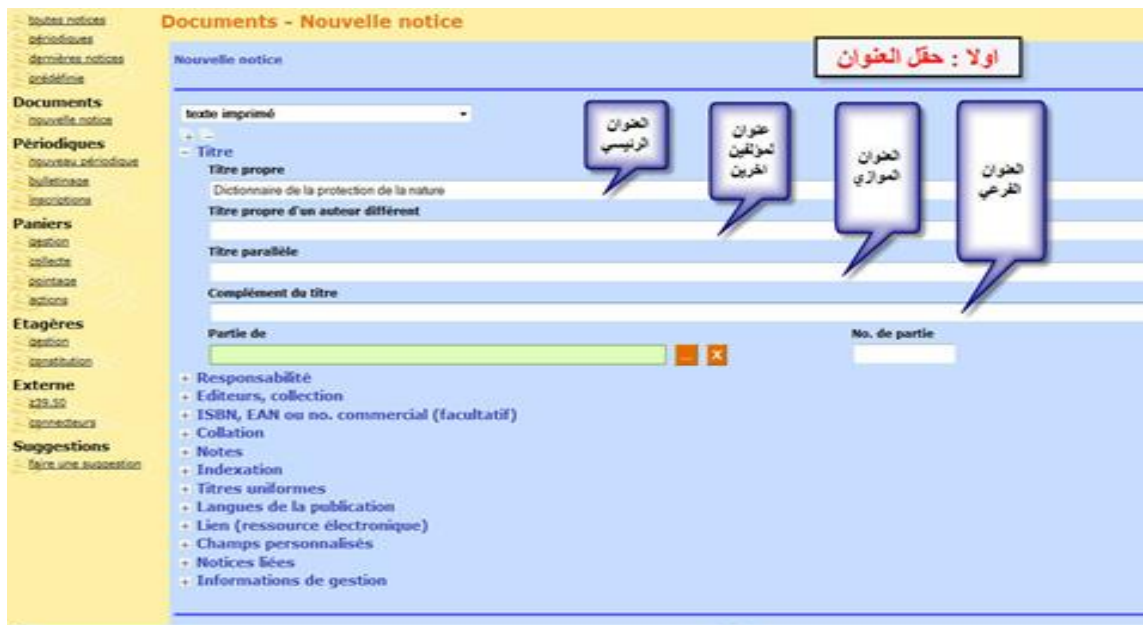 toutes notices
périodiques
dernières notices
prédéfinie
Documents
nouvelle notice
Périodiques
nouveau périodique
bulletinage
inscriptions
Paniers
gestion
collecte
pointage
actions
Etagères
gestion
constitution
Externe
z39.50
connecteurs
Suggestions
faire une suggestion
Documents - Nouvelle notice
Nouvelle notice
اولا : حقل العنوان
texte imprimé
العنوان
الرئيسي
عنوان
لمؤلفين
اخرين
العنوان
الموازي
العنوان
الفرعي
+ -
- Titre
Titre propre
Dictionnaire de la protection de la nature
Titre propre d'un auteur différent
Titre parallèle
Complément du titre
Partie de
No. de partie
... X
+ Responsabilité
+ Editeurs, collection
+ ISBN, EAN ou no. commercial (facultatif)
+ Collation
+ Notes
+ Indexation
+ Titres uniformes
+ Langues de la publication
+ Lien (ressource électronique)
+ Champs personnalisés
+ Notices liées
+ Informations de gestion